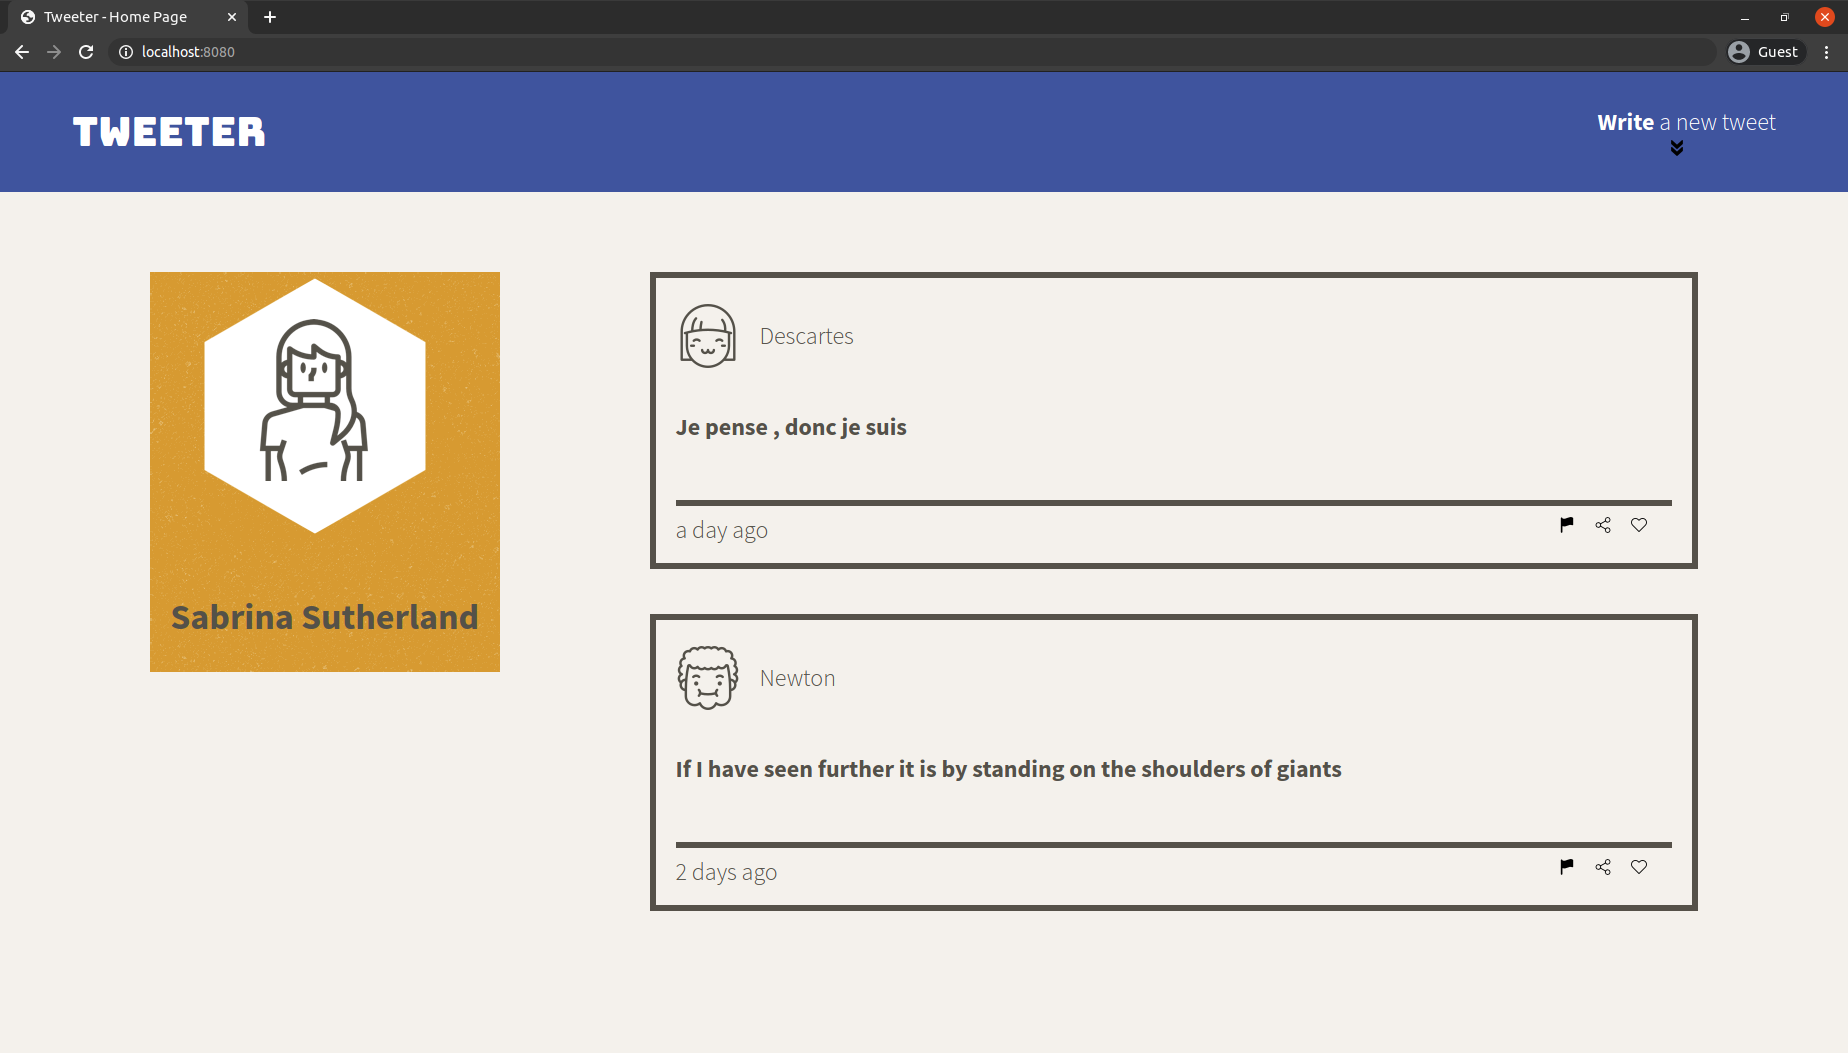 Tweeter - Home Page
localhost:8080
Guest
TWEETER
Write a new tweet
Sabrina Sutherland
Descartes
Je pense , donc je suis
a day ago
Newton
If I have seen further it is by standing on the shoulders of giants
2 days ago